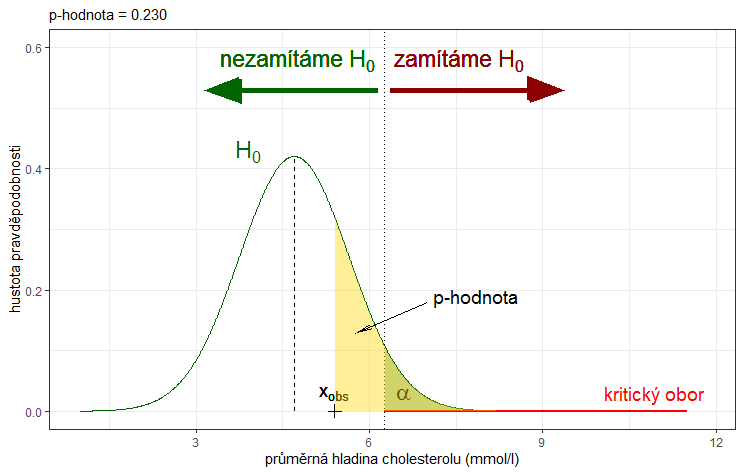 p-hodnota = 0.230
nezamítáme H₀
zamítáme H₀
H₀
p-hodnota
x_obs
α
kritický obor
hustota pravděpodobnosti
0.6
0.4
0.2
0.0
3
6
9
12
průměrná hladina cholesterolu (mmol/l)